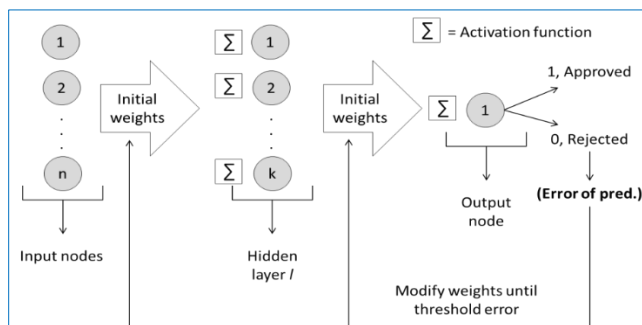 1
2
.
.
.
n
Input nodes
Initial
weights
Σ 1
Σ 2
.
.
.
Σ k
Hidden
layer l
Initial
weights
Σ = Activation function
Σ 1
1, Approved
0, Rejected
(Error of pred.)
Output
node
Modify weights until
threshold error